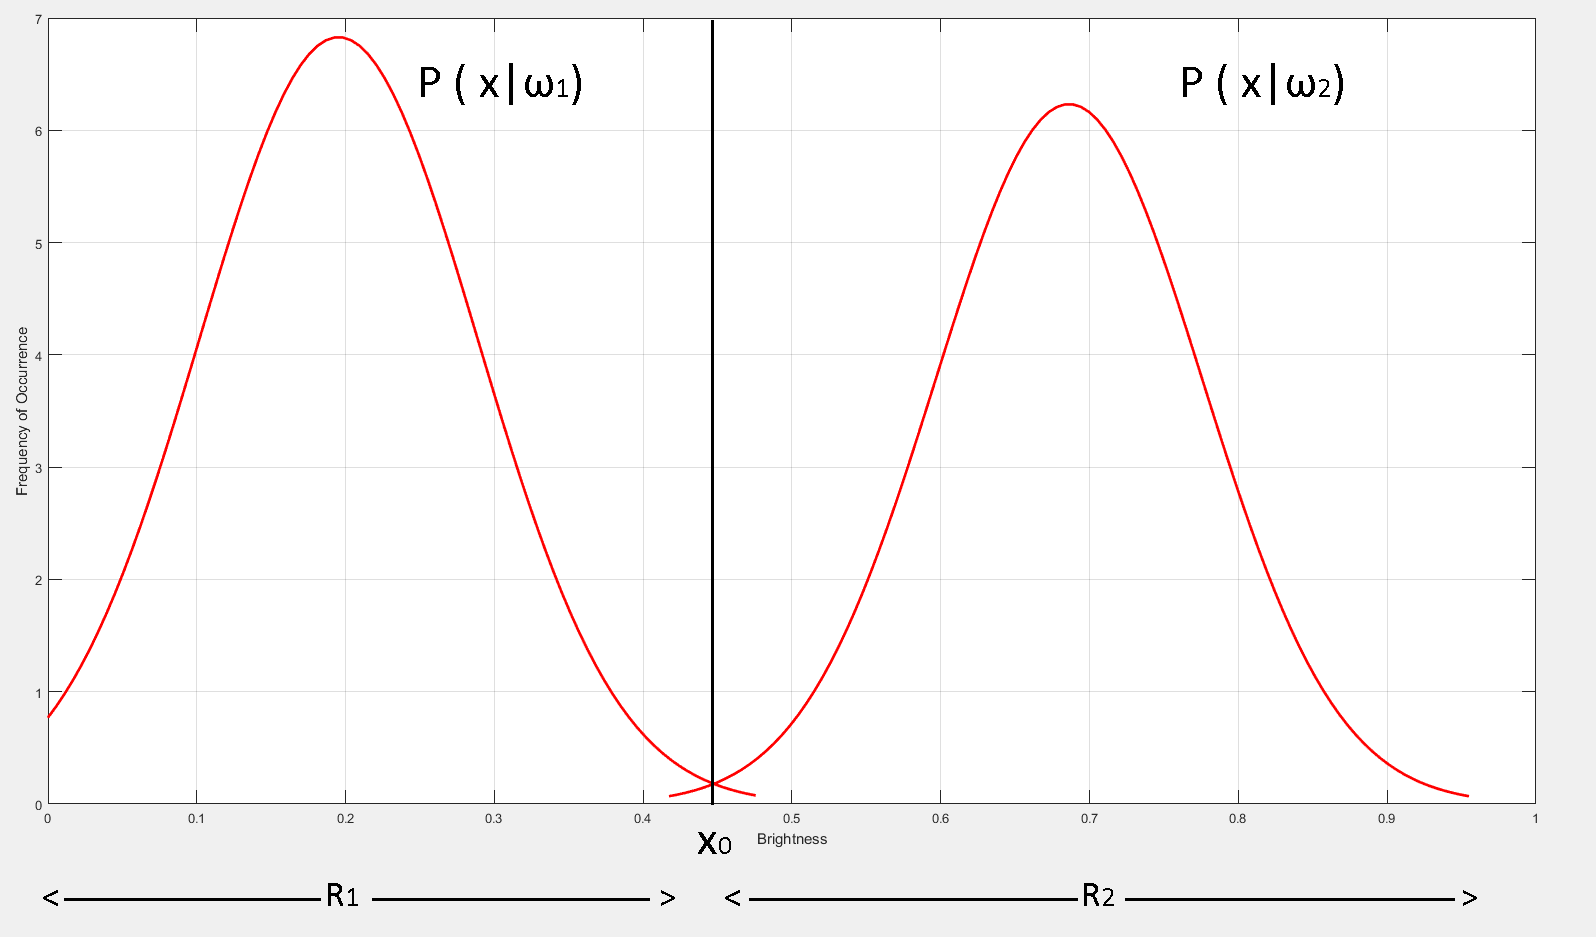 7
P ( x|ω1)
P ( x|ω2)
6
5
4
Frequency of Occurrence
3
2
1
0
0 0.1 0.2 0.3 0.4 0.5 0.6 0.7 0.8 0.9 1
x0 Brightness
< R1 > < R2 >